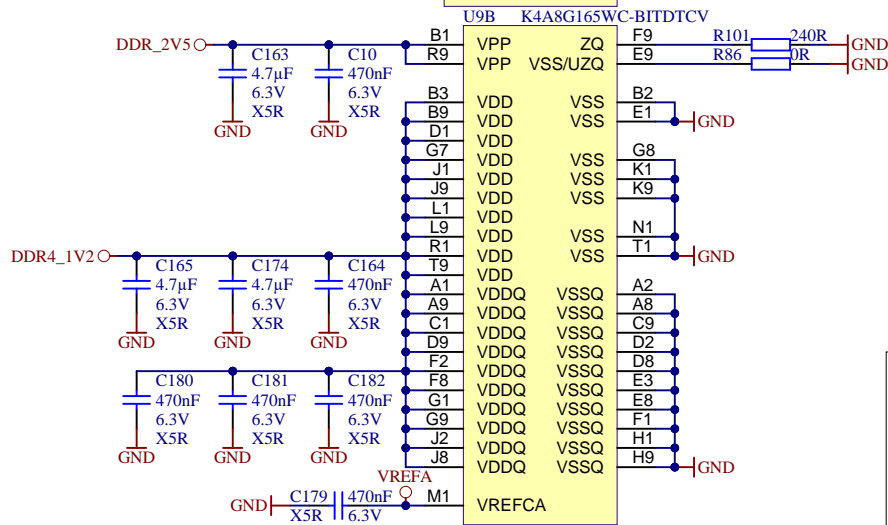 U9B K4A8G165WC-BITDTCV
DDR_2V5 B1 VPP ZQ F9 R101 240R GND
R9 VPP VSS/UZQ E9 R86 0R GND
C163 C10
4.7µF 470nF
6.3V 6.3V
X5R X5R
GND GND
B3 VDD VSS B2
B9 VDD VSS E1 GND
D1 VDD
G7 VDD VSS G8
J1 VDD VSS K1
J9 VDD VSS K9
L1 VDD
L9 VDD VSS N1
DDR4_1V2 R1 VDD VSS T1 GND
T9 VDD
C165 C174 C164
4.7µF 4.7µF 470nF
6.3V 6.3V 6.3V
X5R X5R X5R
GND GND GND
A1 VDDQ VSSQ A2
A9 VDDQ VSSQ A8
C1 VDDQ VSSQ C9
D9 VDDQ VSSQ D2
F2 VDDQ VSSQ D8
F8 VDDQ VSSQ E3
G1 VDDQ VSSQ E8
G9 VDDQ VSSQ F1
J2 VDDQ VSSQ H1
J8 VDDQ VSSQ H9 GND
C180 C181 C182
470nF 470nF 470nF
6.3V 6.3V 6.3V
X5R X5R X5R
GND GND GND
VREFA
GND C179 470nF M1 VREFCA
X5R 6.3V